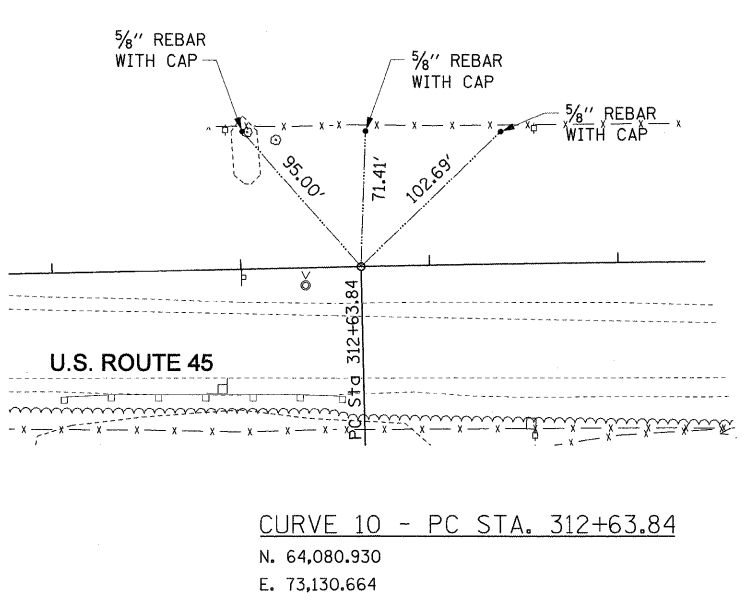 5/8" REBAR
WITH CAP
5/8" REBAR
WITH CAP
5/8" REBAR
WITH CAP
95.00'
71.41'
102.69'
PC Sta 312+63.84
U.S. ROUTE 45
CURVE 10 - PC STA. 312+63.84
N. 64,080.930
E. 73,130.664